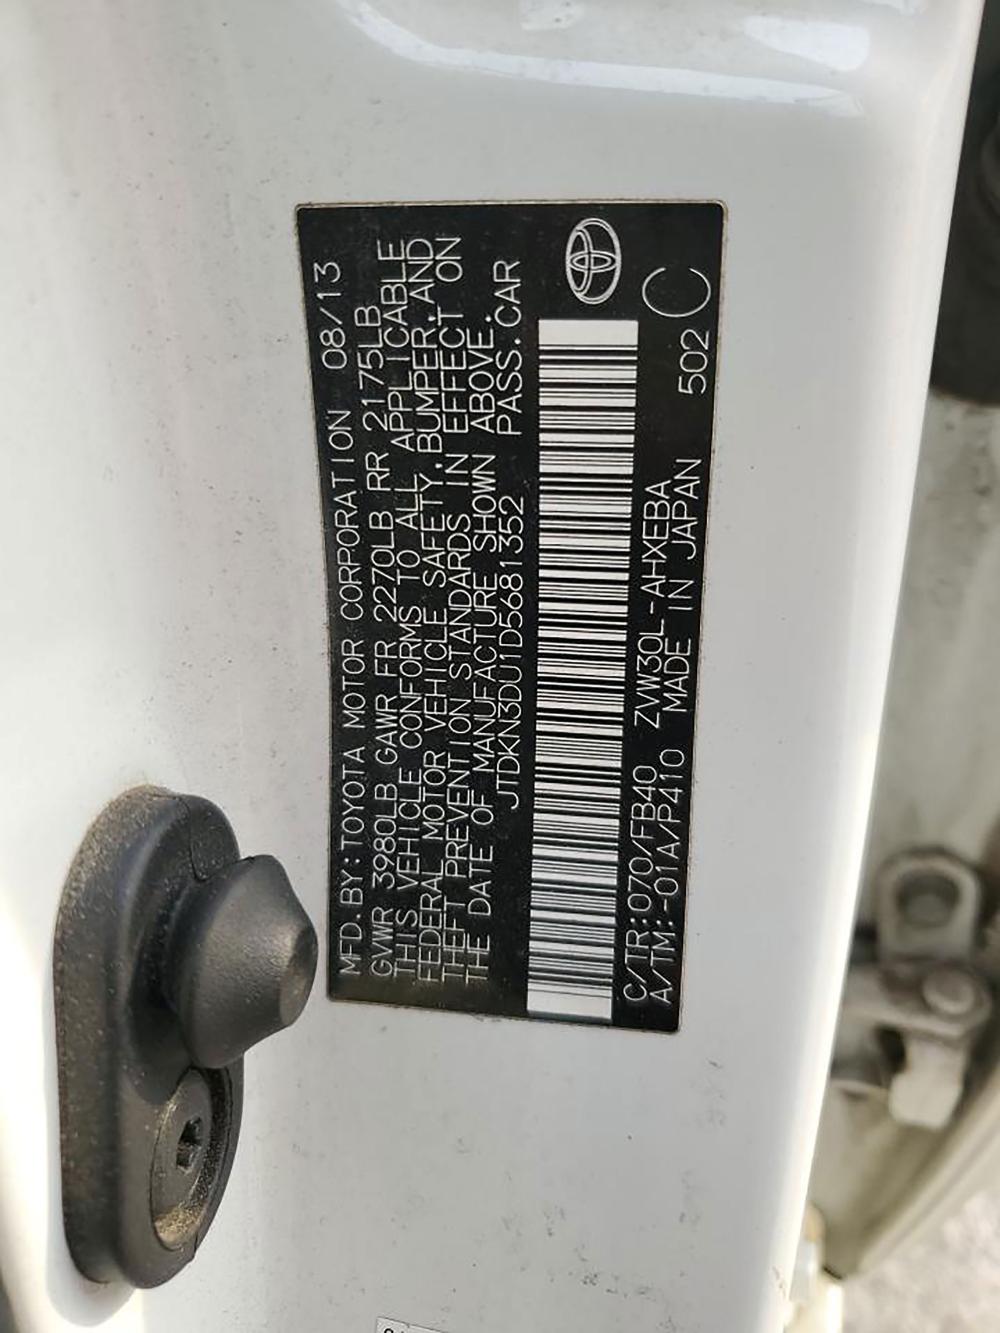 MFD.BY:TOYOTA MOTOR CORPORATION 08/13
GVWR 3980LB GAWR FR 2270LB RR 2175LB
THIS VEHICLE CONFORMS TO ALL APPLICABLE
FEDERAL MOTOR VEHICLE SAFETY,BUMPER,AND
THEFT PREVENTION STANDARDS IN EFFECT ON
THE DATE OF MANUFACTURE SHOWN ABOVE.
JTDKN3DU1D5681352 PASS.CAR
C/TR:070/FB40 ZVW30L-AHXEBA
A/TM:-01A/P410 MADE IN JAPAN 502 C